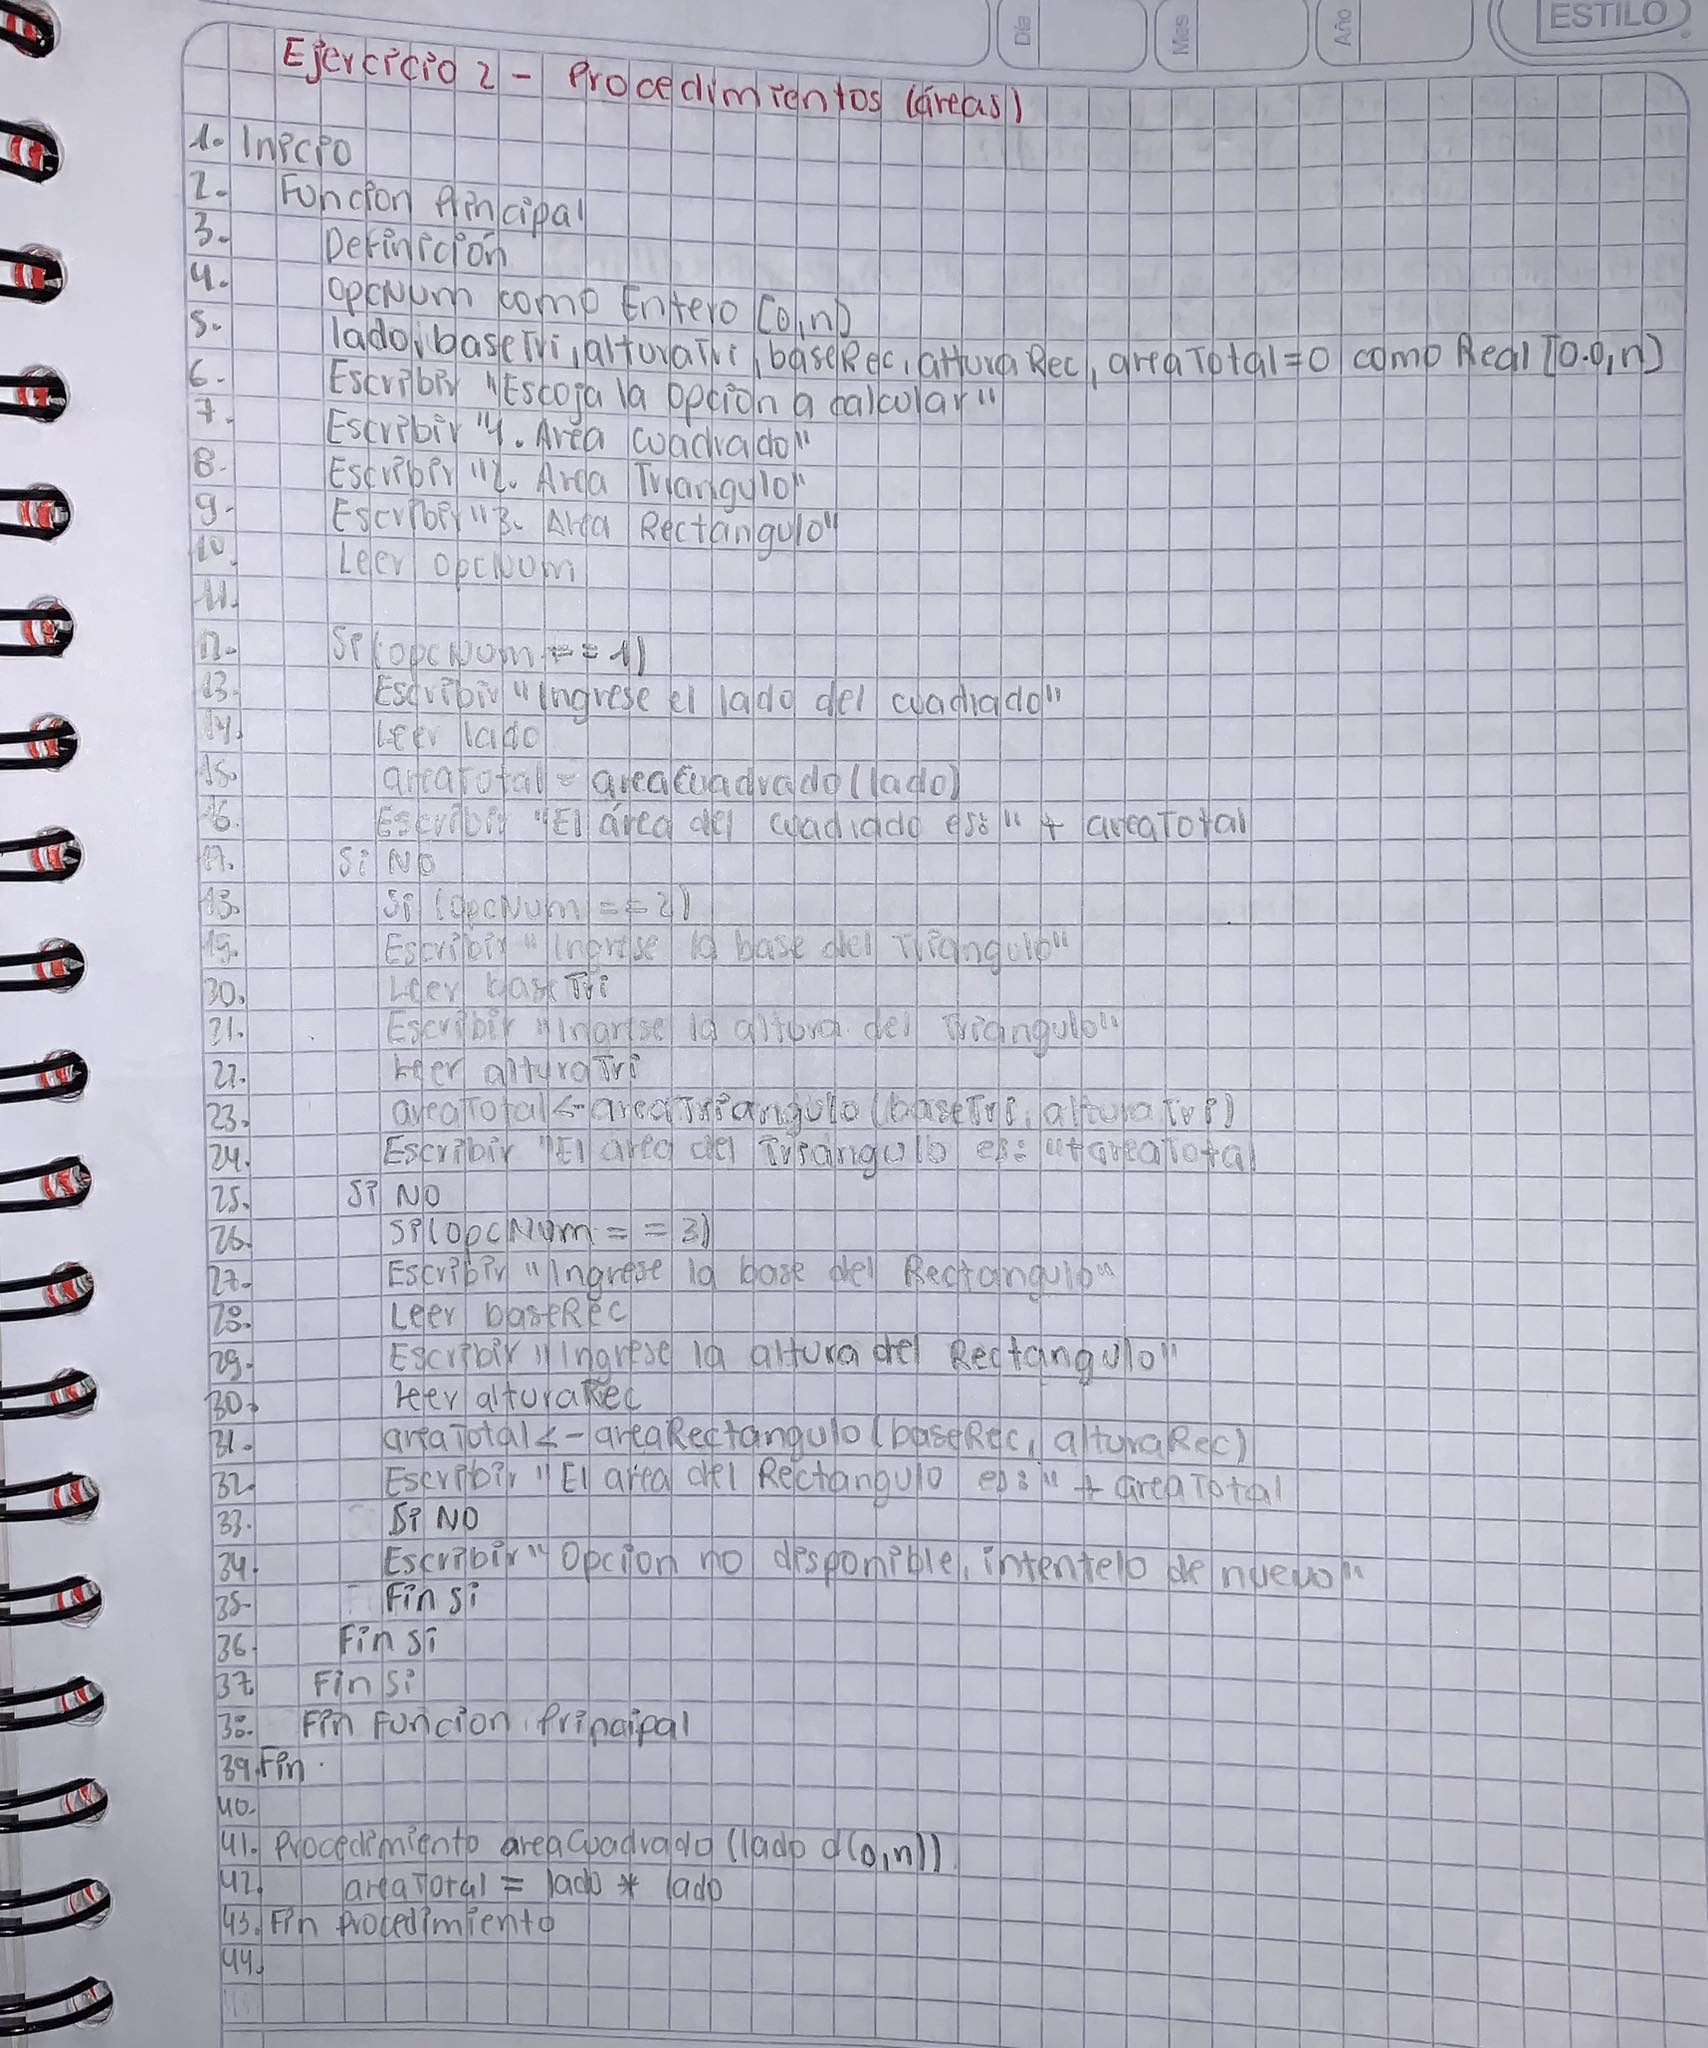 Día
Mes
Año
ESTILO
Ejercicio 2 - Procedimientos (áreas)
1. Inicio
2. Funcion Principal
3. Definición
4. opcNum como Entero [0,n)
5. lado, baseTri, alturaTri, baseRec, alturaRec, areaTotal=0 como Real [0.0,n)
6. Escribir "Escoja la opcion a calcular"
7. Escribir "1. Area cuadrado"
8. Escribir "2. Area Triangulo"
9. Escribir "3. Area Rectangulo"
10. Leer opcNum
11.
12. Si(opcNum == 1)
13. Escribir "Ingrese el lado del cuadrado"
14. Leer lado
15. areaTotal = areaCuadrado(lado)
16. Escribir "El área del cuadrado es: " + areaTotal
17. Si NO
18. Si (opcNum == 2)
19. Escribir "Ingrese la base del Triangulo"
20. Leer baseTri
21. Escribir "Ingrese la altura del Triangulo"
22. Leer alturaTri
23. areaTotal <- areaTriangulo (baseTri, alturaTri)
24. Escribir "El area del Triangulo es: "+areaTotal
25. Si NO
26. Si(opcNum == 3)
27. Escribir "Ingrese la base del Rectangulo"
28. Leer baseRec
29. Escribir "Ingrese la altura del Rectangulo"
30. Leer alturaRec
31. areaTotal <- areaRectangulo (baseRec, alturaRec)
32. Escribir "El area del Rectangulo es: " + areaTotal
33. Si NO
34. Escribir "Opcion no disponible, intentelo de nuevo"
35. Fin si
36. Fin si
37. Fin si
38. Fin Funcion Principal
39. Fin.
40.
41. Procedimiento areaCuadrado (lado d(0,n))
42. areaTotal = lado * lado
43. Fin procedimiento
44.